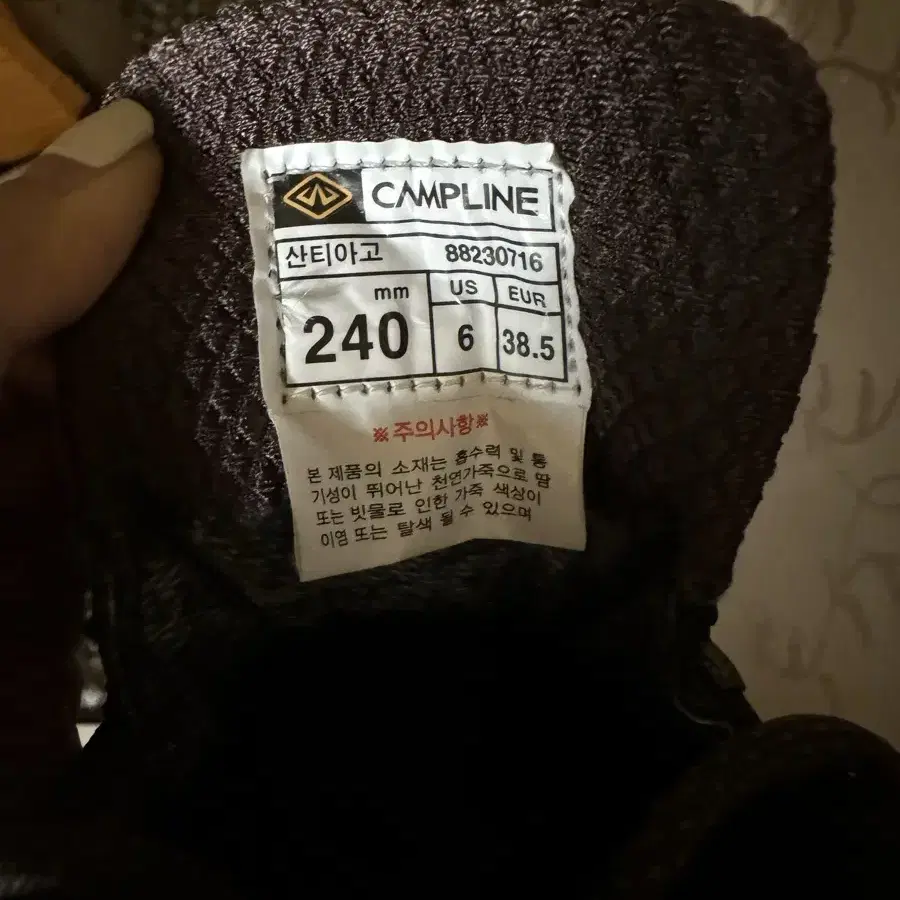 CAMPLINE
산티아고 88230716
mm US EUR
240 6 38.5
※주의사항※
본 제품의 소재는 흡수력 및 통
기성이 뛰어난 천연가죽으로 땀
또는 빗물로 인한 가죽 색상이
이염 또는 탈색 될 수 있으며